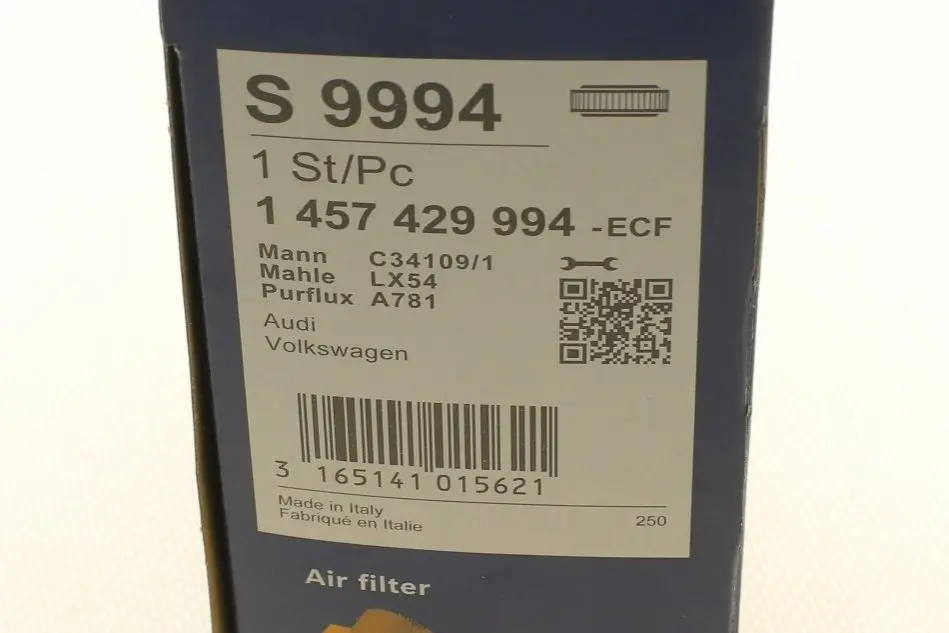 S 9994
1 St/Pc
1 457 429 994 -ECF
Mann C34109/1
Mahle LX54
Purflux A781
Audi
Volkswagen
3 165141 015621
Made in Italy
Fabriqué en Italie
250
Air filter